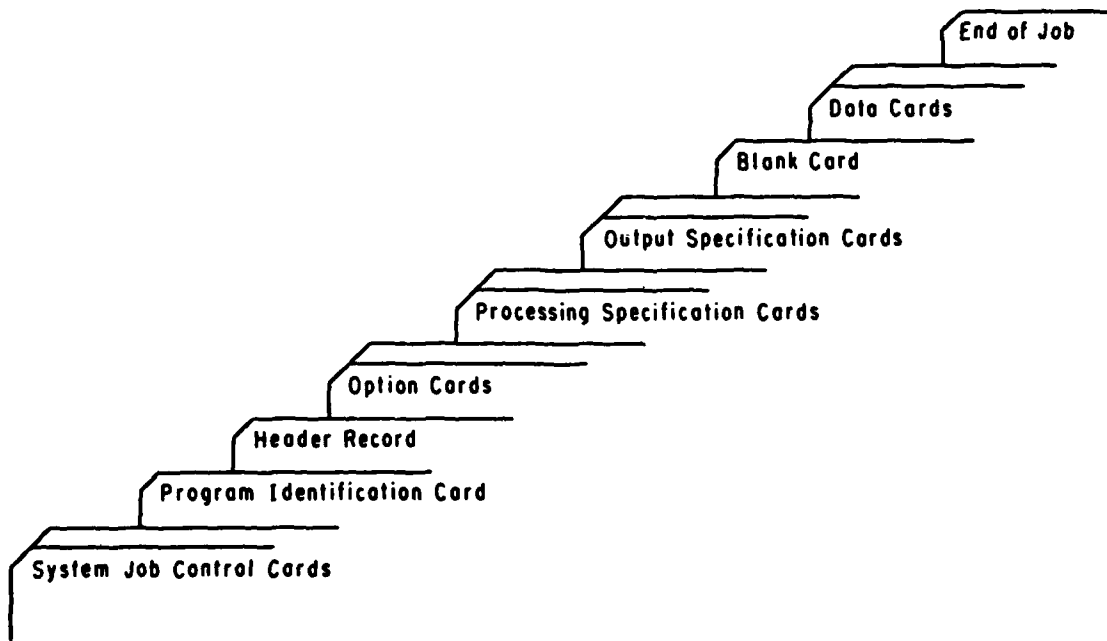 End of Job
Data Cards
Blank Card
Output Specification Cards
Processing Specification Cards
Option Cards
Header Record
Program Identification Card
System Job Control Cards